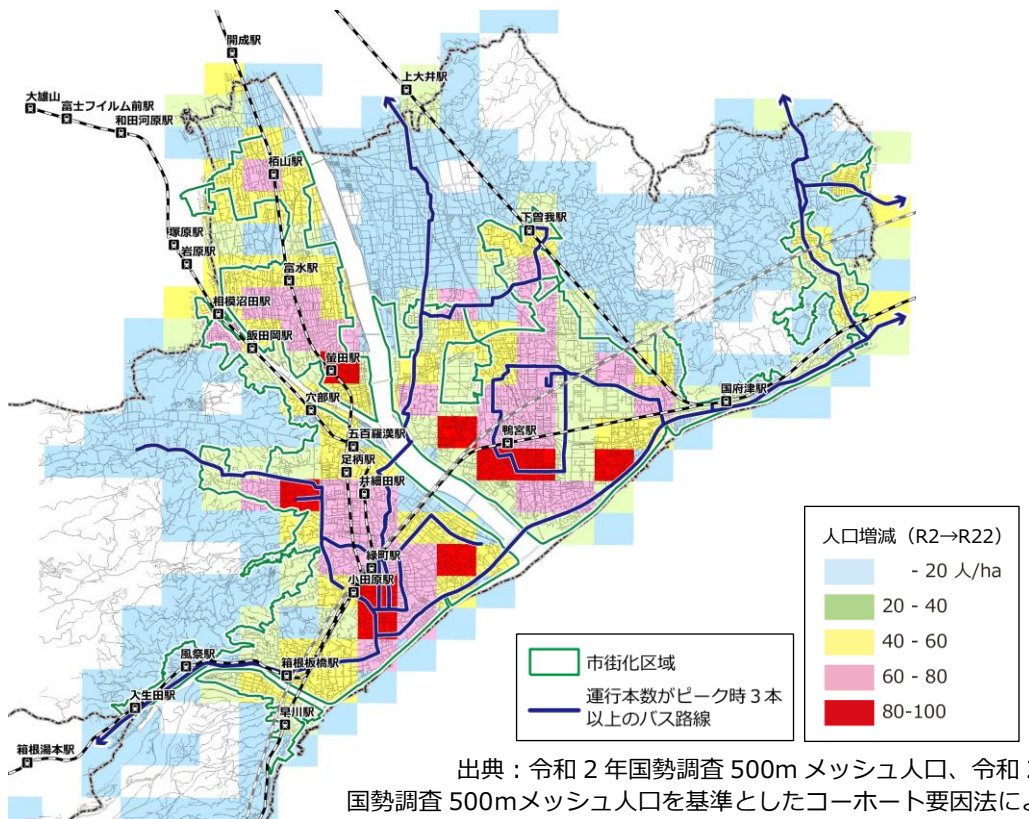 開成駅
上大井駅
大雄山
富士フイルム前駅
和田河原駅
栢山駅
塚原駅
岩原駅
下曽我駅
富水駅
相模沼田駅
飯田岡駅
螢田駅
穴部駅
国府津駅
五百羅漢駅
鴨宮駅
足柄駅
井細田駅
緑町駅
小田原駅
風祭駅
箱根板橋駅
入生田駅
早川駅
箱根湯本駅
人口増減（R2→R22）
- 20 人/ha
20 - 40
40 - 60
60 - 80
80-100
市街化区域
運行本数がピーク時３本
以上のバス路線
出典：令和２年国勢調査 500m メッシュ人口、令和
国勢調査 500mメッシュ人口を基準としたコーホート要因法に